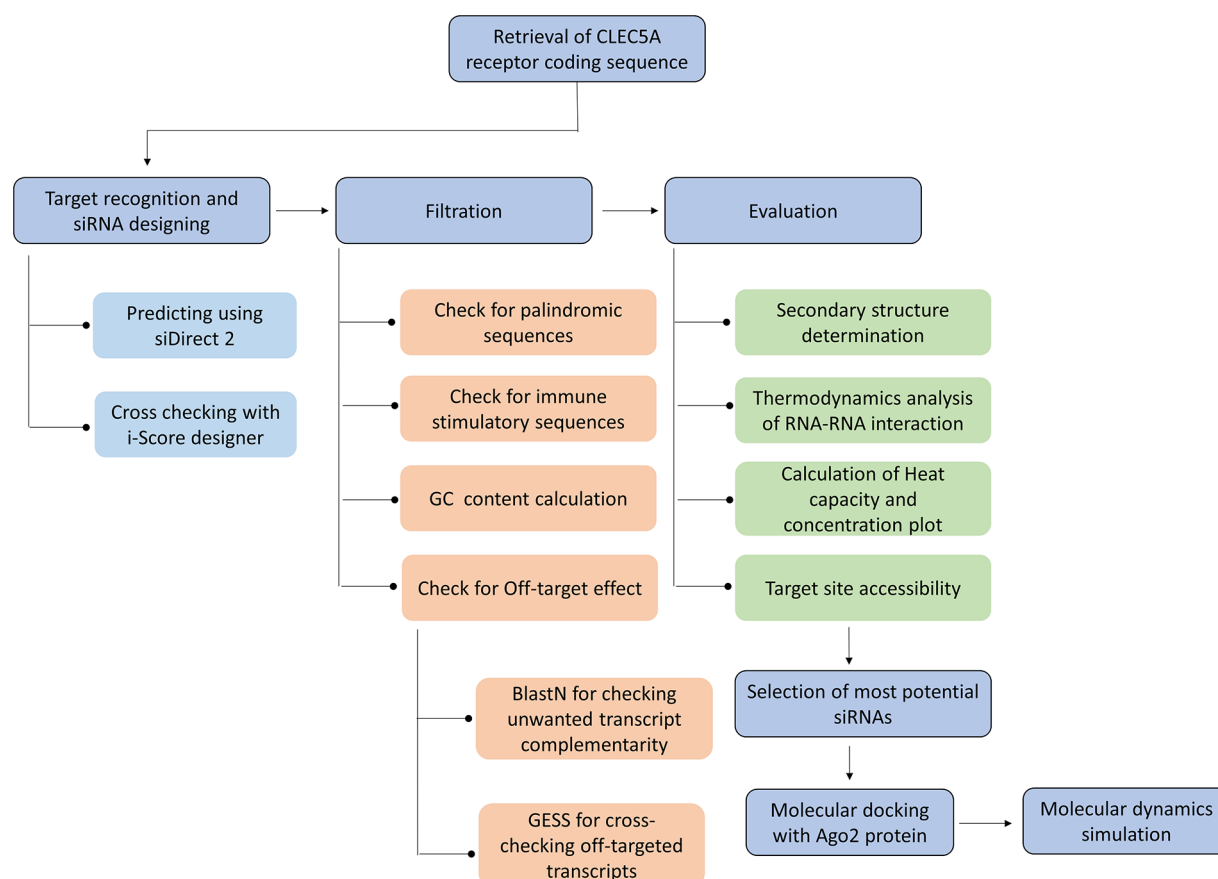 Retrieval of CLEC5A
receptor coding sequence
Target recognition and
siRNA designing
Filtration
Evaluation
Predicting using
siDirect 2
Cross checking with
i-Score designer
Check for palindromic
sequences
Check for immune
stimulatory sequences
GC content calculation
Check for Off-target effect
BlastN for checking
unwanted transcript
complementarity
GESS for cross-
checking off-targeted
transcripts
Secondary structure
determination
Thermodynamics analysis
of RNA-RNA interaction
Calculation of Heat
capacity and
concentration plot
Target site accessibility
Selection of most potential
siRNAs
Molecular docking
with Ago2 protein
Molecular dynamics
simulation